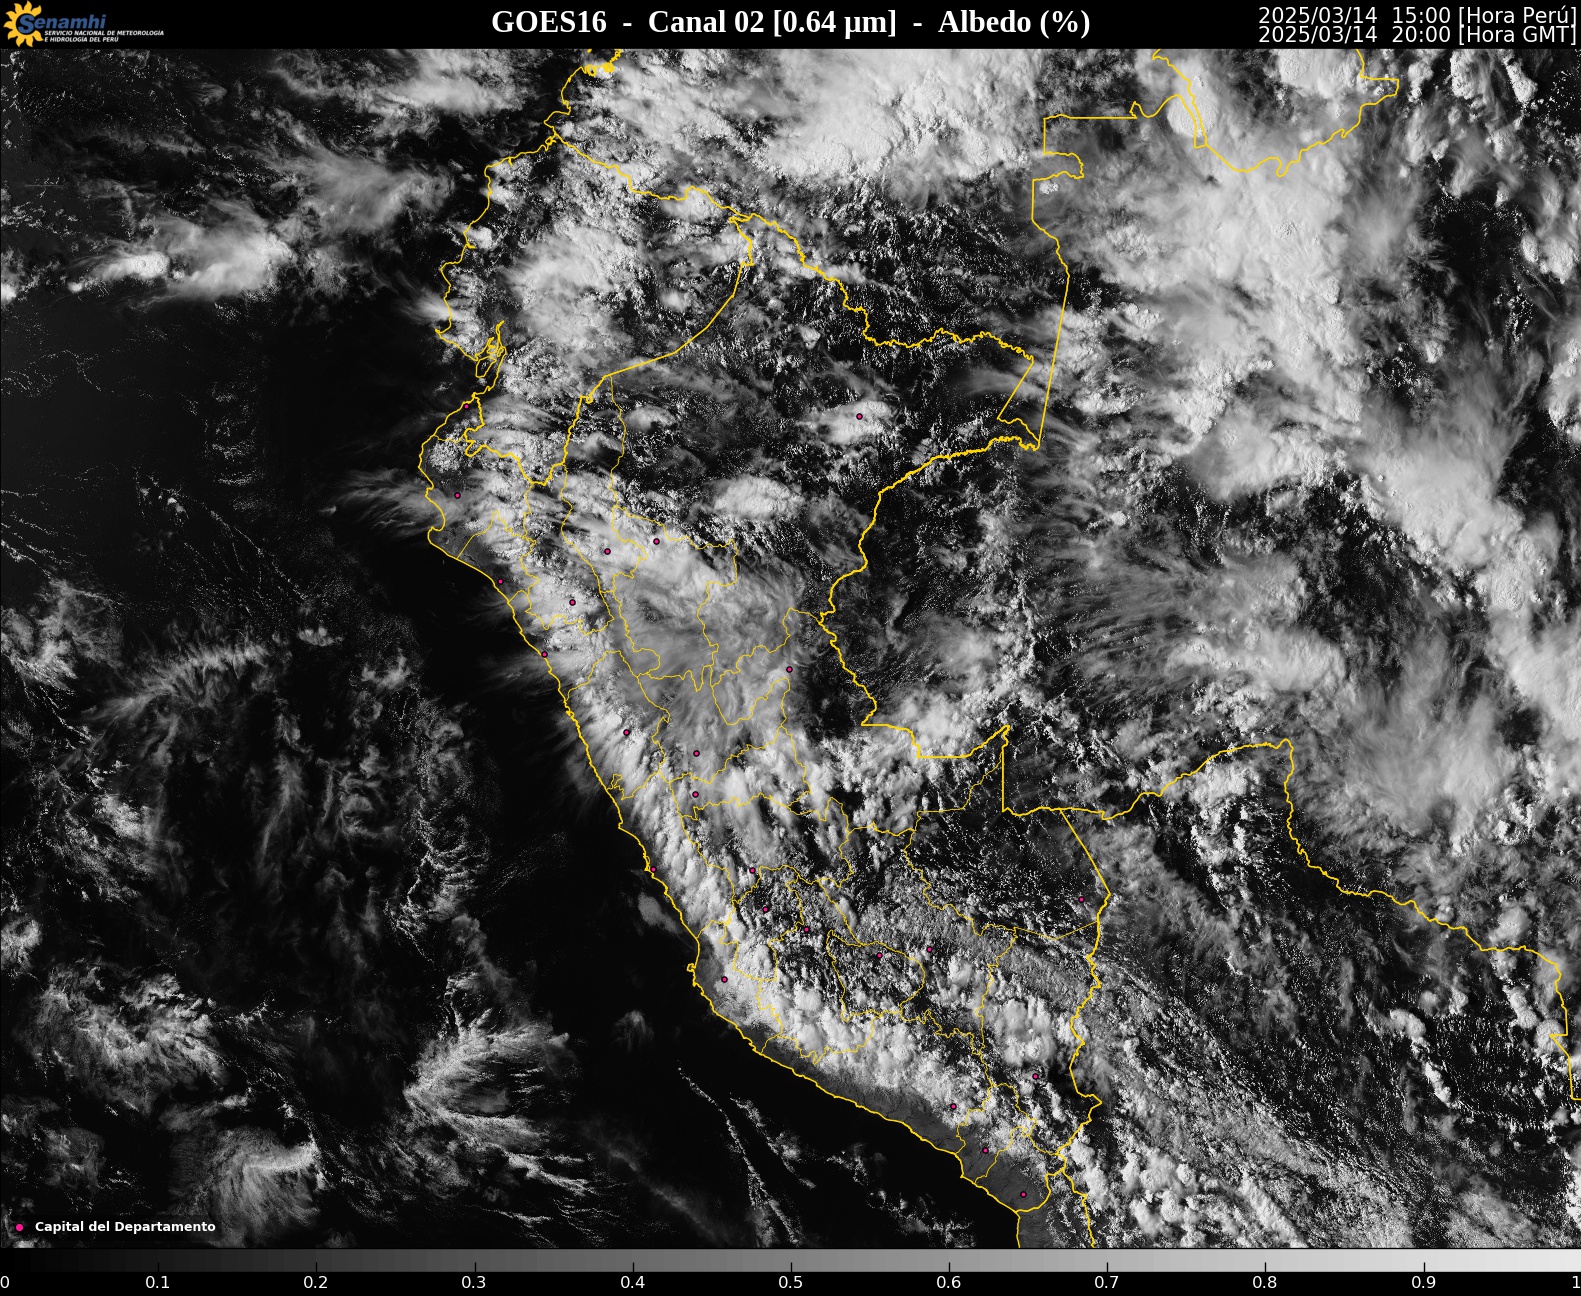 Senamhi
SERVICIO NACIONAL DE METEOROLOGÍA
E HIDROLOGÍA DEL PERÚ
GOES16 - Canal 02 [0.64 µm] - Albedo (%)
2025/03/14 15:00 [Hora Perú]
2025/03/14 20:00 [Hora GMT]
Capital del Departamento
0 0.1 0.2 0.3 0.4 0.5 0.6 0.7 0.8 0.9 1